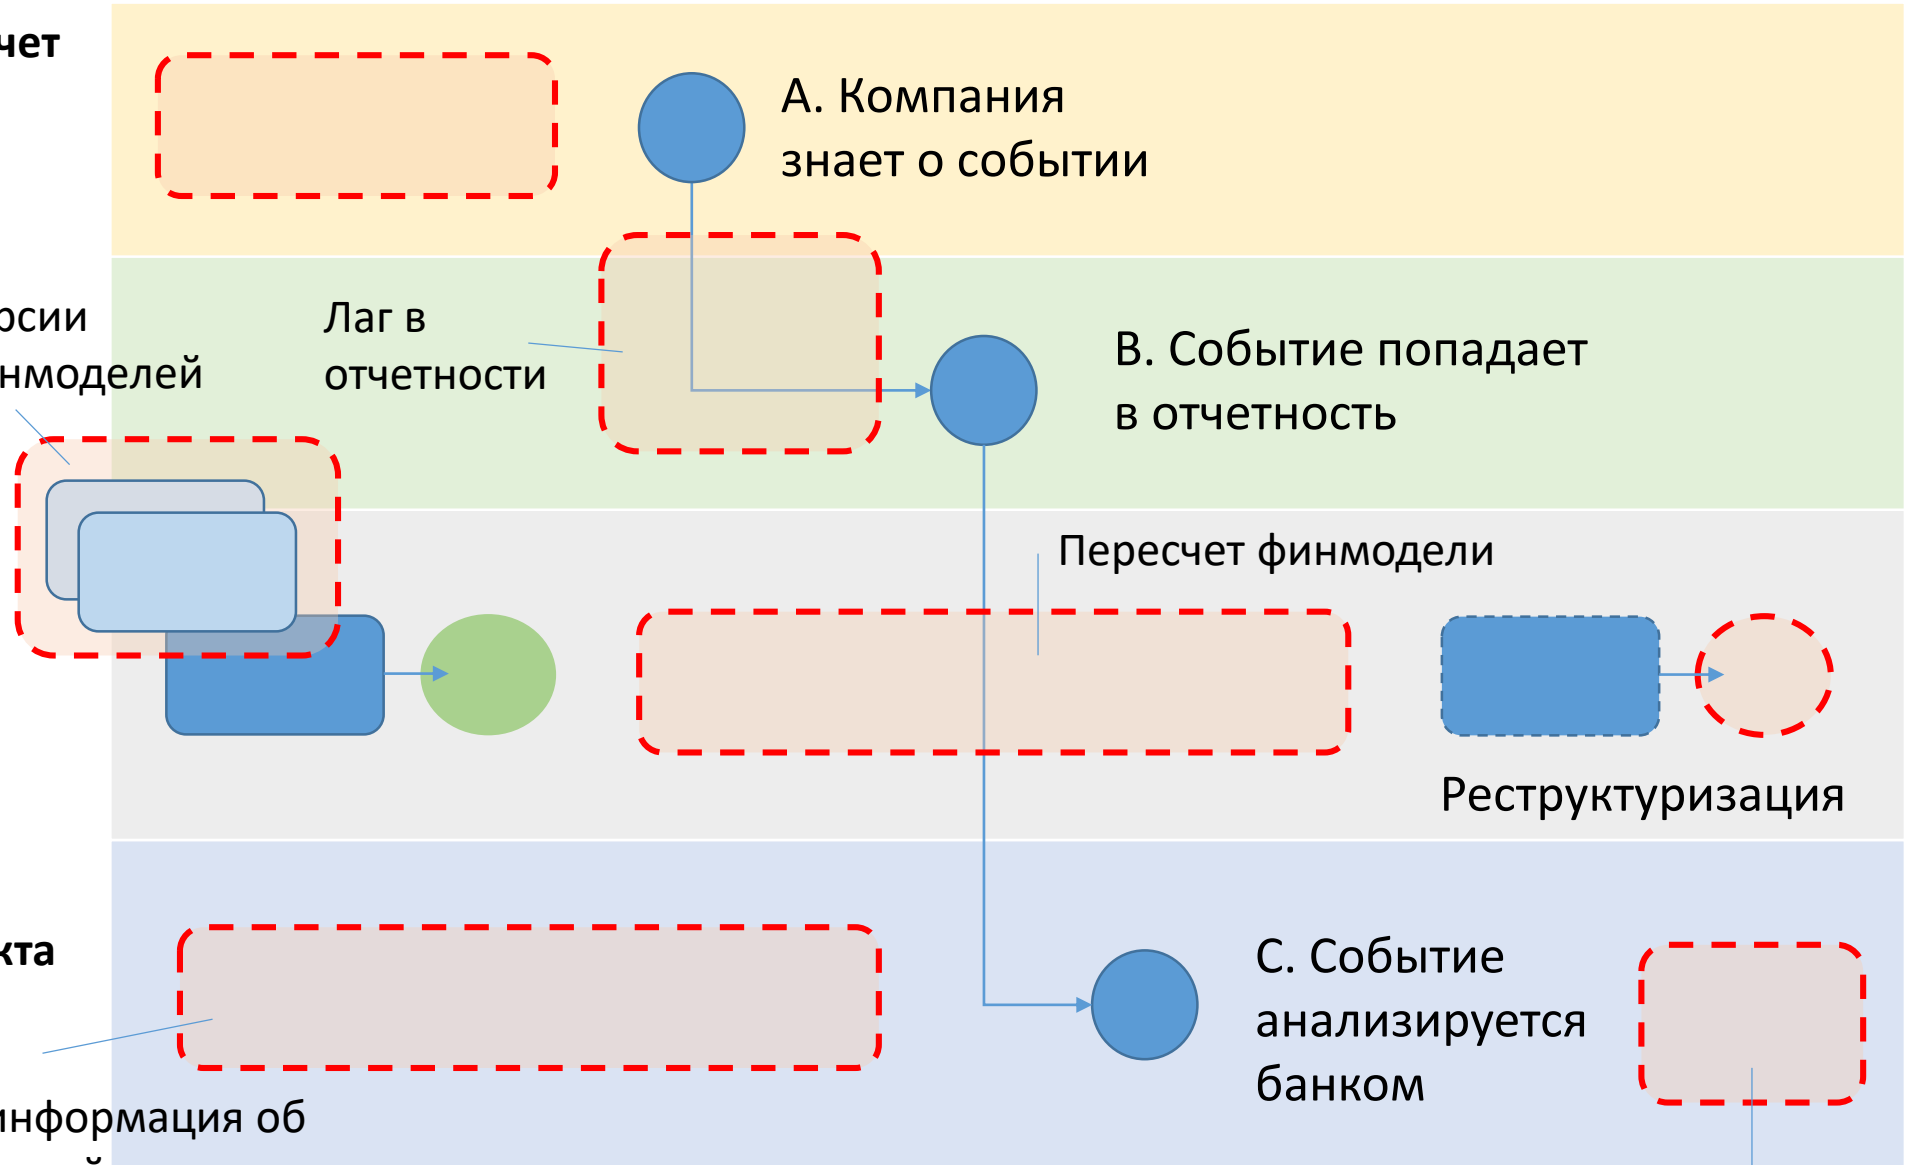 чет
А. Компания
знает о событии
рсии
нмоделей
Лаг в
отчетности
В. Событие попадает
в отчетность
Пересчет финмодели
Реструктуризация
кта
С. Событие
анализируется
банком
информация об